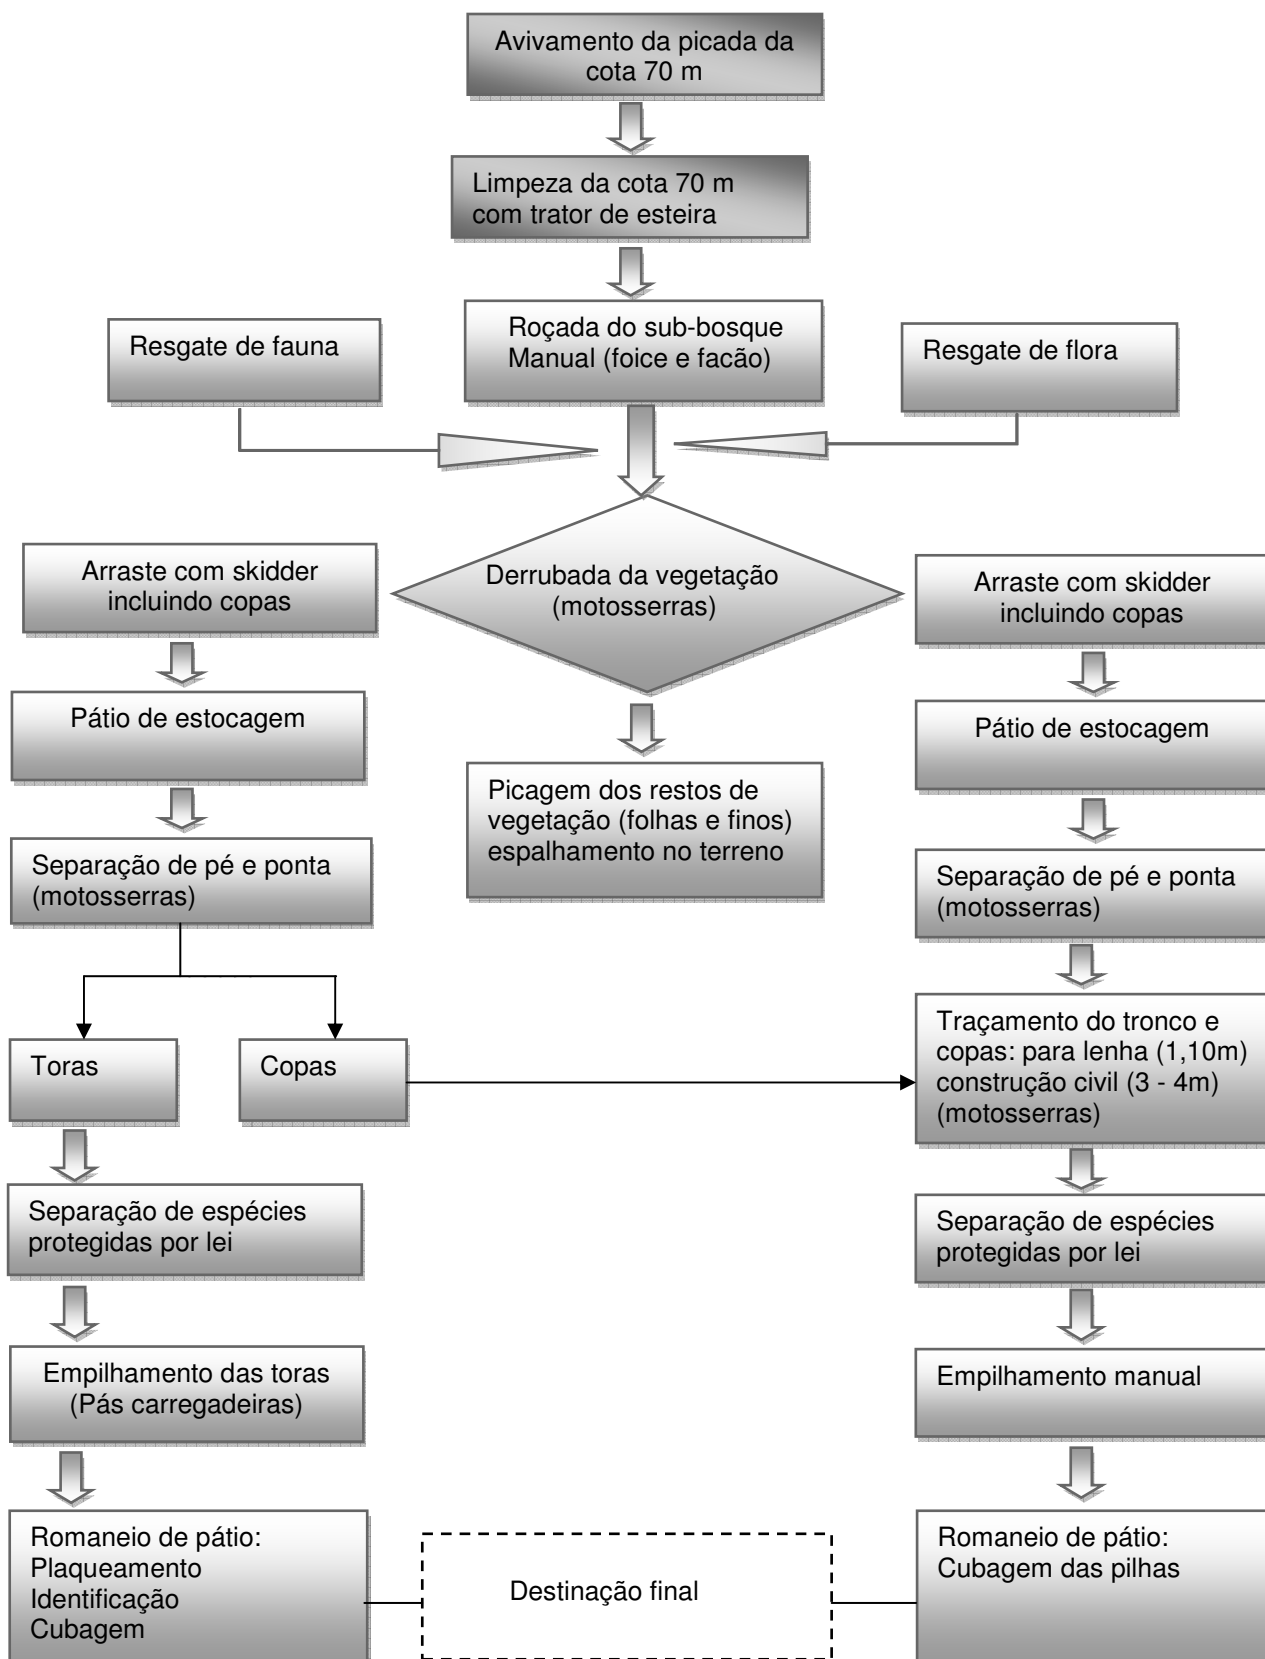 Avivamento da picada da
cota 70 m
Limpeza da cota 70 m
com trator de esteira
Resgate de fauna
Roçada do sub-bosque
Manual (foice e facão)
Resgate de flora
Derrubada da vegetação
(motosserras)
Picagem dos restos de
vegetação (folhas e finos)
espalhamento no terreno
Arraste com skidder
incluindo copas
Pátio de estocagem
Separação de pé e ponta
(motosserras)
Toras
Copas
Separação de espécies
protegidas por lei
Empilhamento das toras
(Pás carregadeiras)
Romaneio de pátio:
Plaqueamento
Identificação
Cubagem
Arraste com skidder
incluindo copas
Pátio de estocagem
Separação de pé e ponta
(motosserras)
Traçamento do tronco e
copas: para lenha (1,10m)
construção civil (3 - 4m)
(motosserras)
Separação de espécies
protegidas por lei
Empilhamento manual
Romaneio de pátio:
Cubagem das pilhas
Destinação final